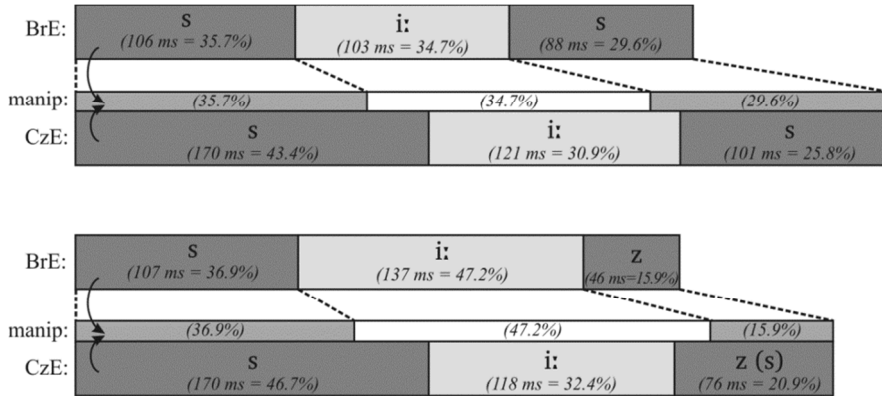 BrE: s iː s
(106 ms = 35.7%) (103 ms = 34.7%) (88 ms = 29.6%)
manip: (35.7%) (34.7%) (29.6%)
CzE: s iː s
(170 ms = 43.4%) (121 ms = 30.9%) (101 ms = 25.8%)
BrE: s iː z
(107 ms = 36.9%) (137 ms = 47.2%) (46 ms=15.9%)
manip: (36.9%) (47.2%) (15.9%)
CzE: s iː z (s)
(170 ms = 46.7%) (118 ms = 32.4%) (76 ms = 20.9%)